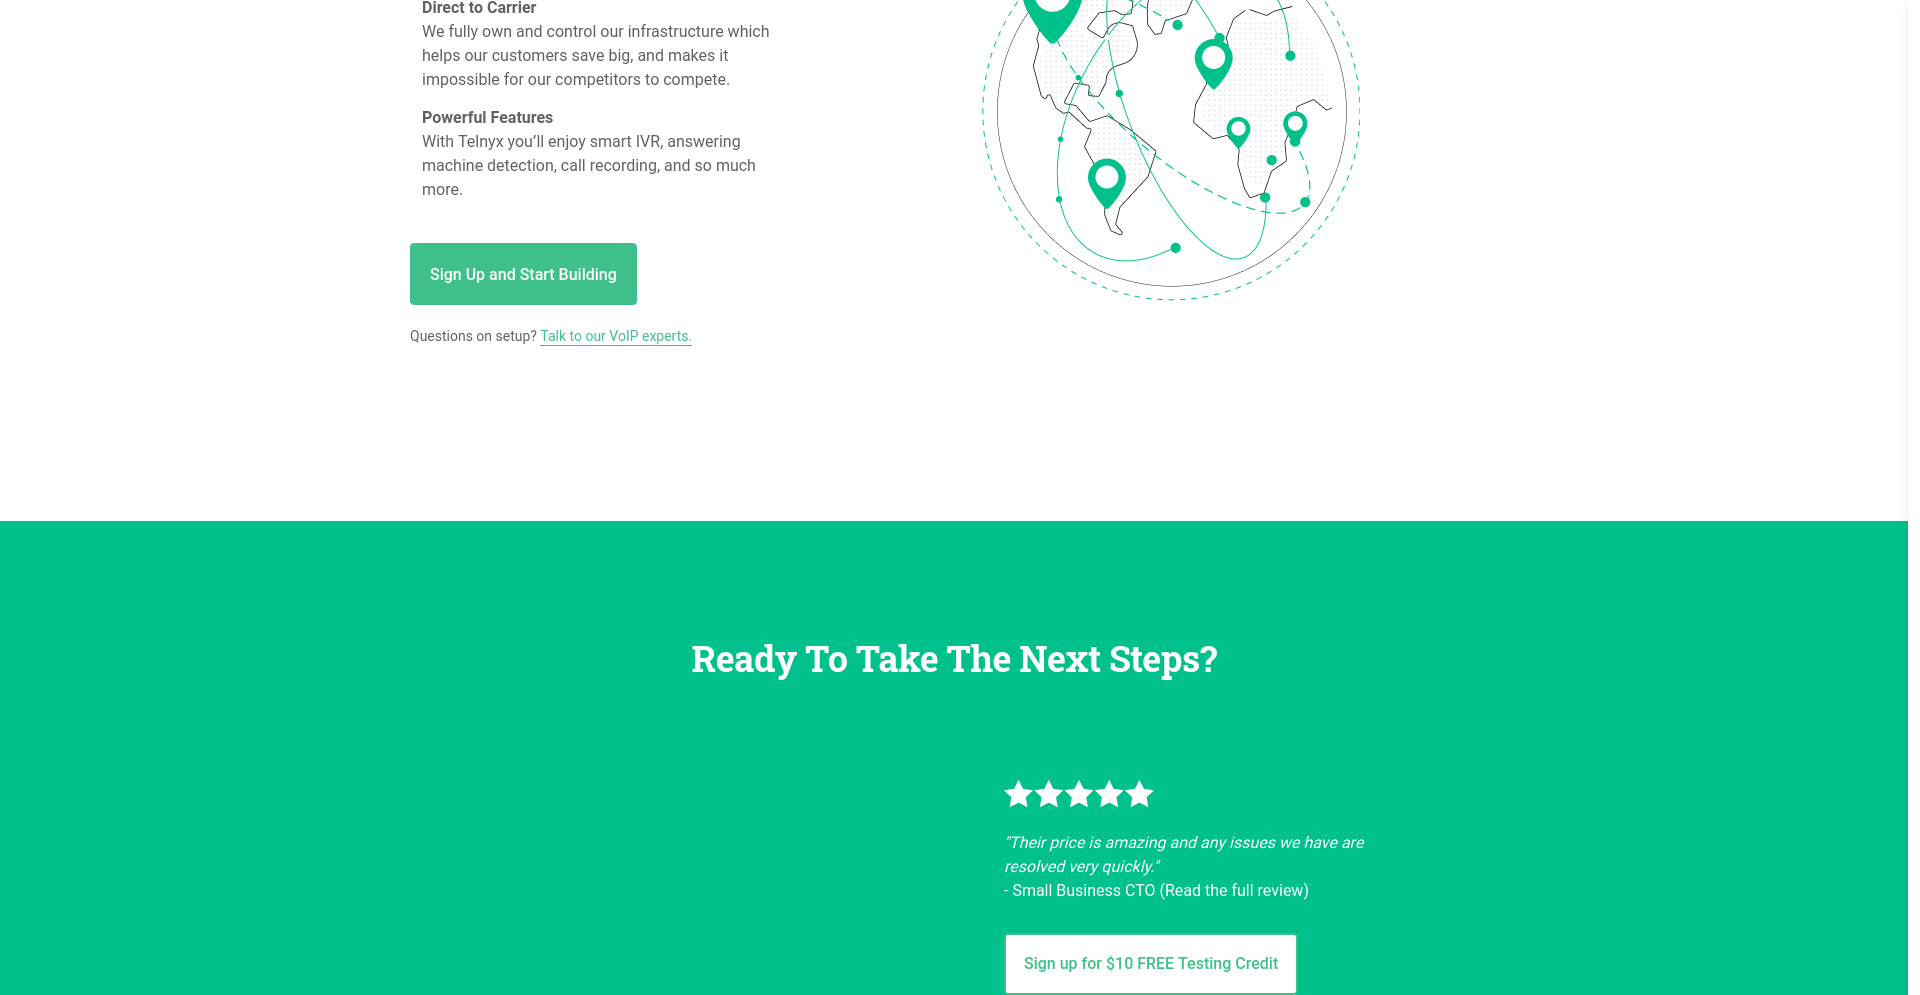 Direct to Carrier
We fully own and control our infrastructure which
helps our customers save big, and makes it
impossible for our competitors to compete.
Powerful Features
With Telnyx you’ll enjoy smart IVR, answering
machine detection, call recording, and so much
more.
Sign Up and Start Building
Questions on setup? Talk to our VoIP experts.
Ready To Take The Next Steps?
"Their price is amazing and any issues we have are
resolved very quickly."
- Small Business CTO (Read the full review)
Sign up for $10 FREE Testing Credit